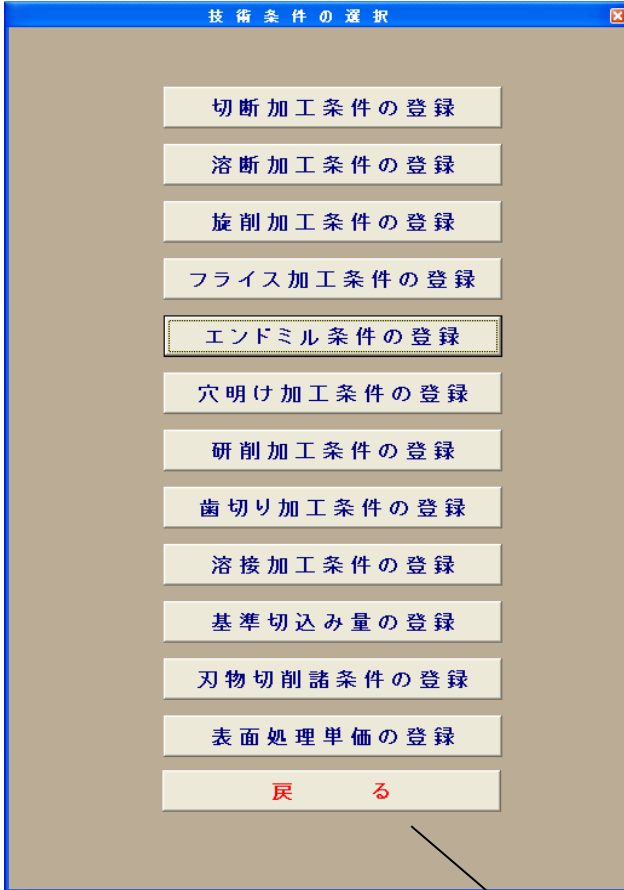 技術条件の選択
切断加工条件の登録
溶断加工条件の登録
旋削加工条件の登録
フライス加工条件の登録
エンドミル条件の登録
穴明け加工条件の登録
研削加工条件の登録
歯切り加工条件の登録
溶接加工条件の登録
基準切込み量の登録
刃物切削諸条件の登録
表面処理単価の登録
戻る